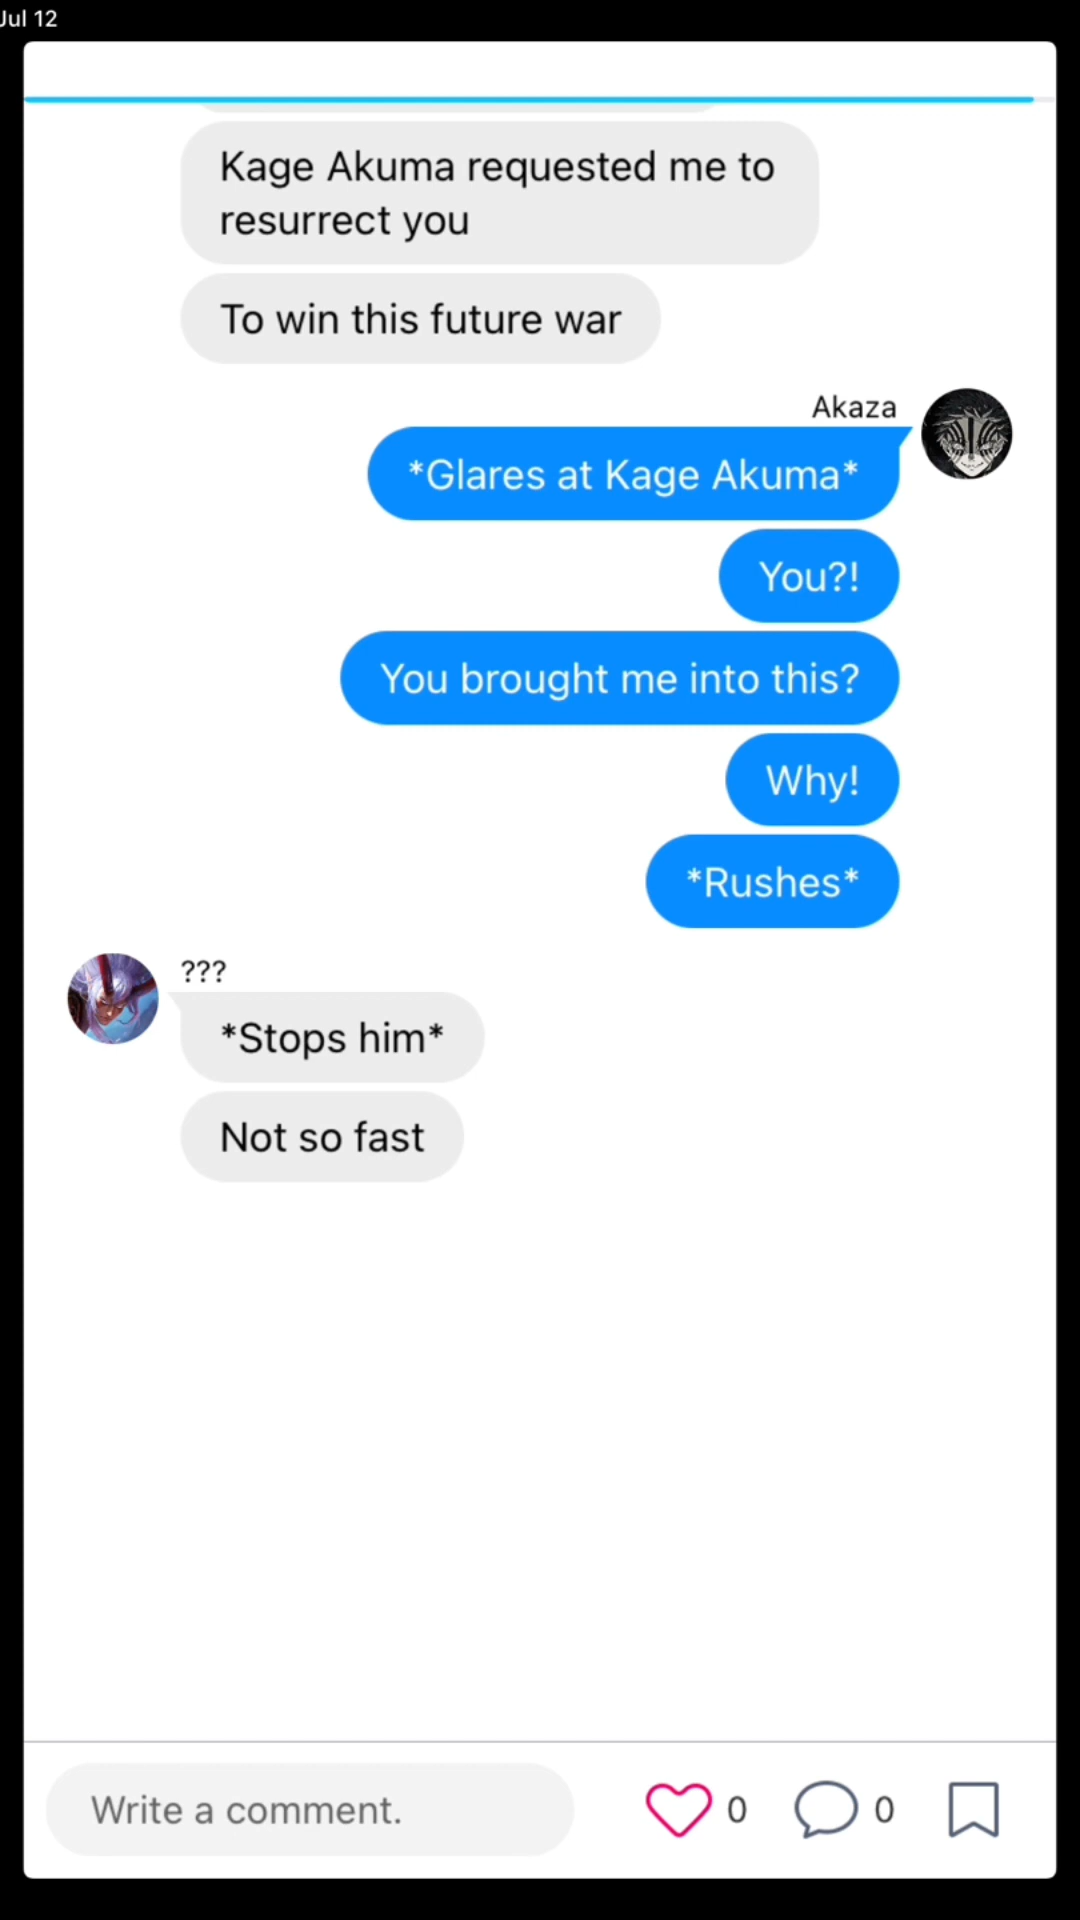 Jul 12
Kage Akuma requested me to
resurrect you
To win this future war
Akaza
*Glares at Kage Akuma*
You?!
You brought me into this?
Why!
*Rushes*
???
*Stops him*
Not so fast
Write a comment.
0
0